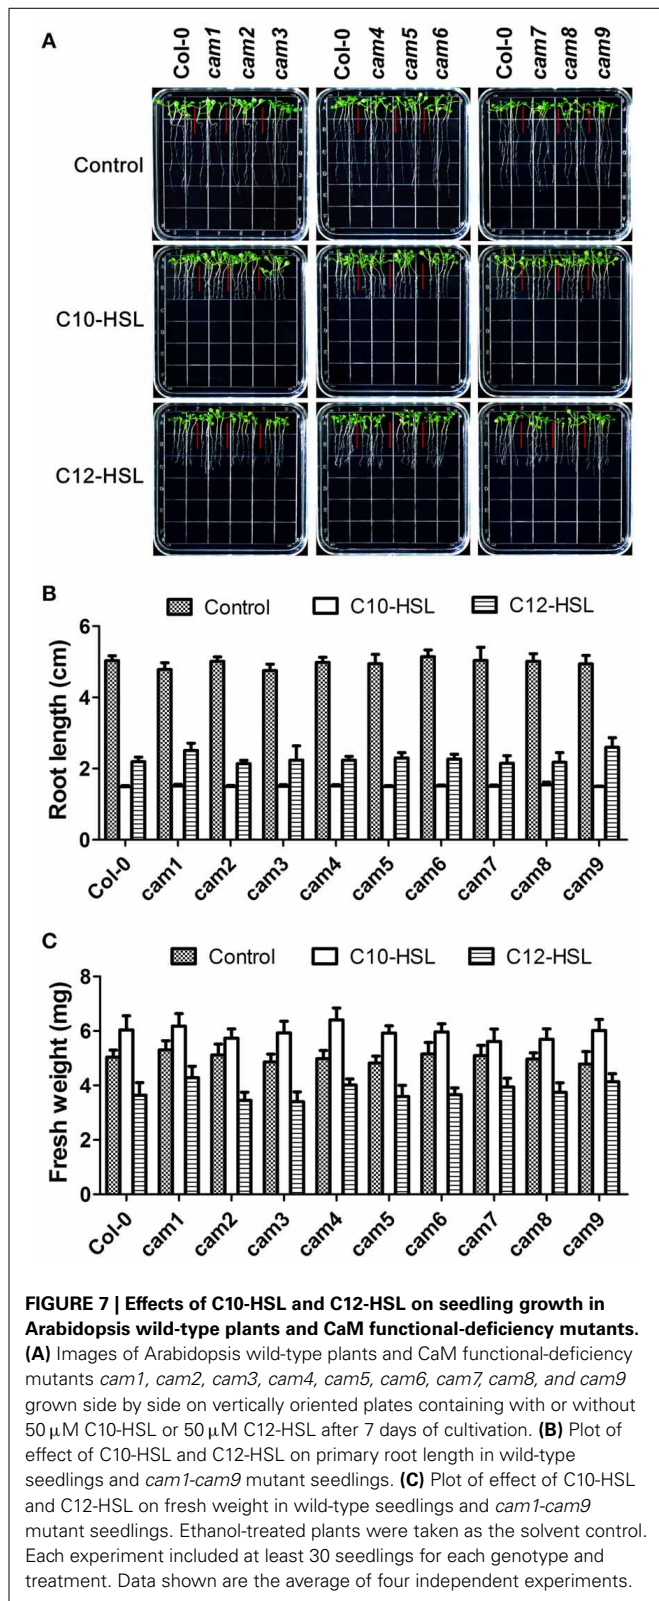 A
Col-0 cam1 cam2 cam3 Col-0 cam4 cam5 cam6 Col-0 cam7 cam8 cam9
Control
C10-HSL
C12-HSL
B
Control C10-HSL C12-HSL
Root length (cm)
6
4
2
0
Col-0 cam1 cam2 cam3 cam4 cam5 cam6 cam7 cam8 cam9
C
Control C10-HSL C12-HSL
Fresh weight (mg)
8
6
4
2
0
Col-0 cam1 cam2 cam3 cam4 cam5 cam6 cam7 cam8 cam9
FIGURE 7 | Effects of C10-HSL and C12-HSL on seedling growth in
Arabidopsis wild-type plants and CaM functional-deficiency mutants.
(A) Images of Arabidopsis wild-type plants and CaM functional-deficiency
mutants cam1, cam2, cam3, cam4, cam5, cam6, cam7, cam8, and cam9
grown side by side on vertically oriented plates containing with or without
50 μM C10-HSL or 50 μM C12-HSL after 7 days of cultivation. (B) Plot of
effect of C10-HSL and C12-HSL on primary root length in wild-type
seedlings and cam1-cam9 mutant seedlings. (C) Plot of effect of C10-HSL
and C12-HSL on fresh weight in wild-type seedlings and cam1-cam9
mutant seedlings. Ethanol-treated plants were taken as the solvent control.
Each experiment included at least 30 seedlings for each genotype and
treatment. Data shown are the average of four independent experiments.